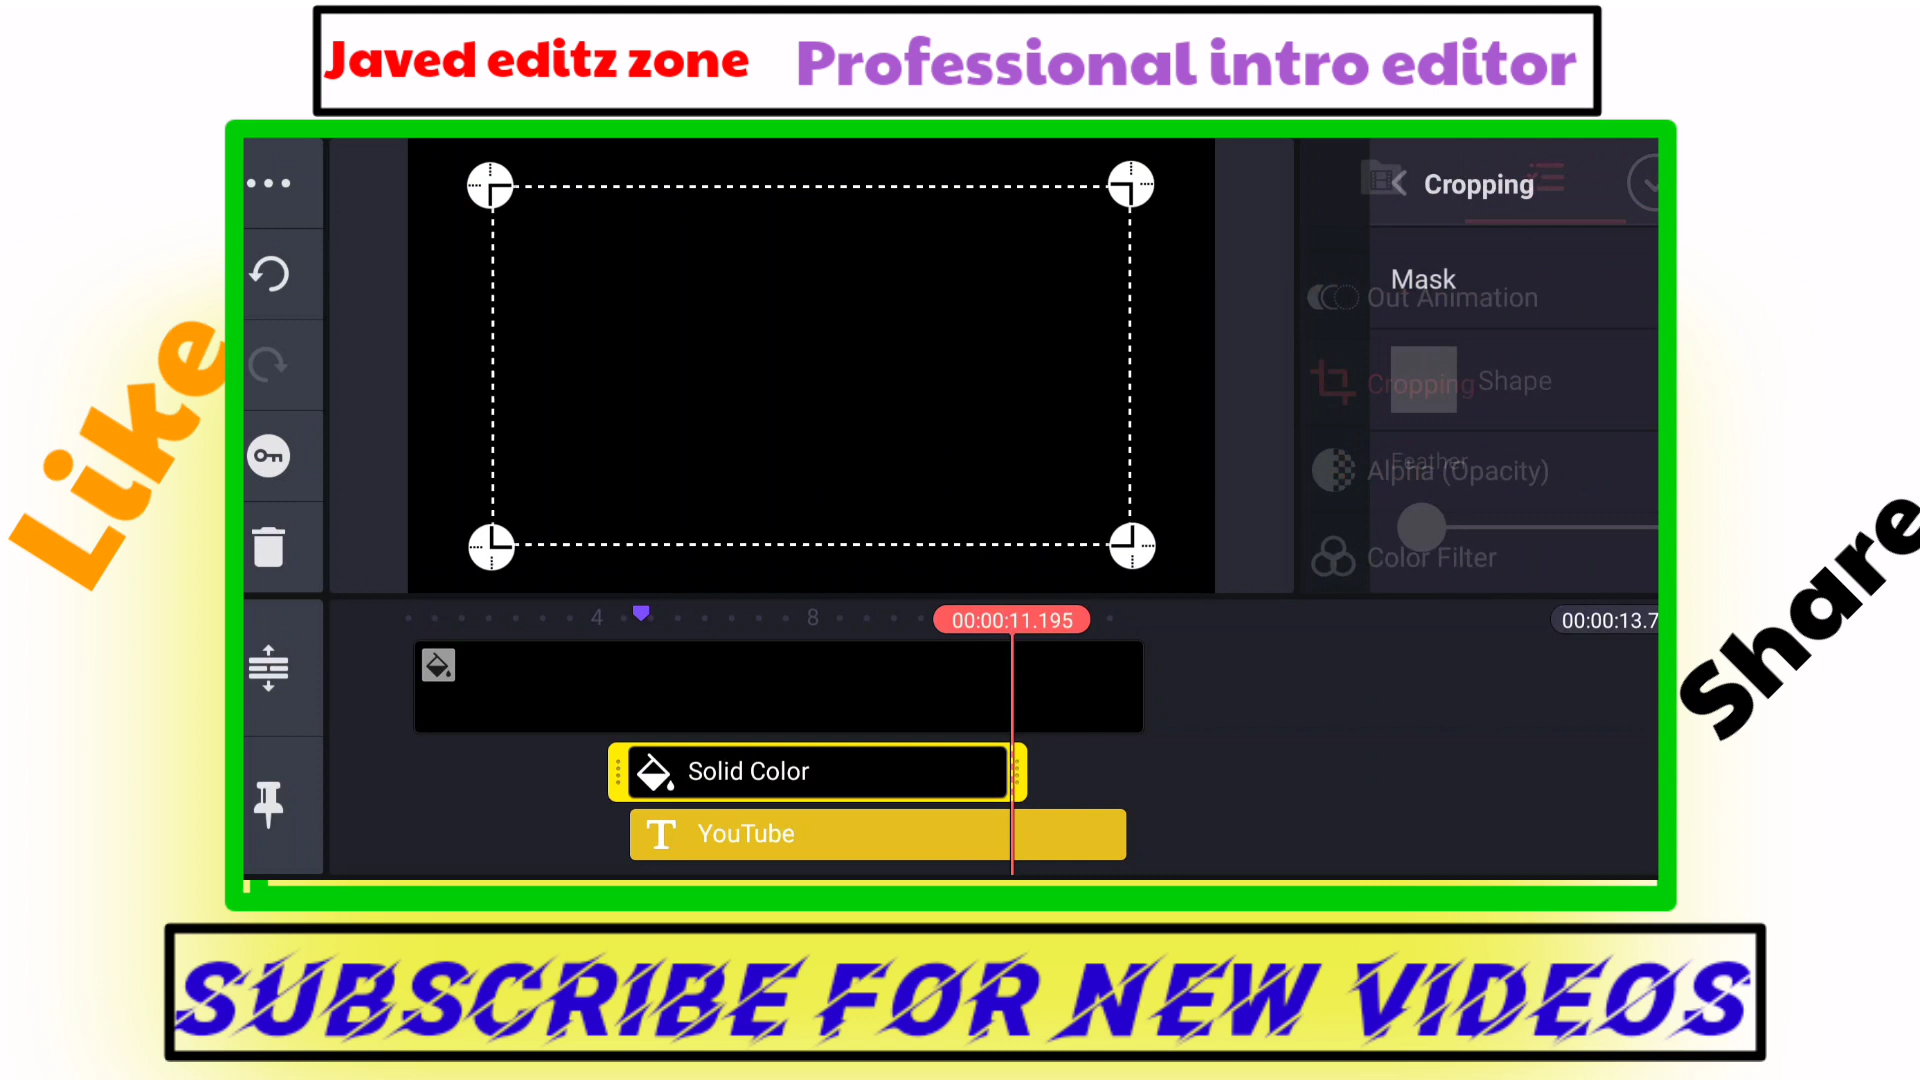 Javed editz zone Professional intro editor
Cropping
Mask
Out Animation
Cropping Shape
Feather
Alpha (Opacity)
Color Filter
Like
Share
4 8 00:00:11.195 00:00:13.7
Solid Color
T YouTube
SUBSCRIBE FOR NEW VIDEOS